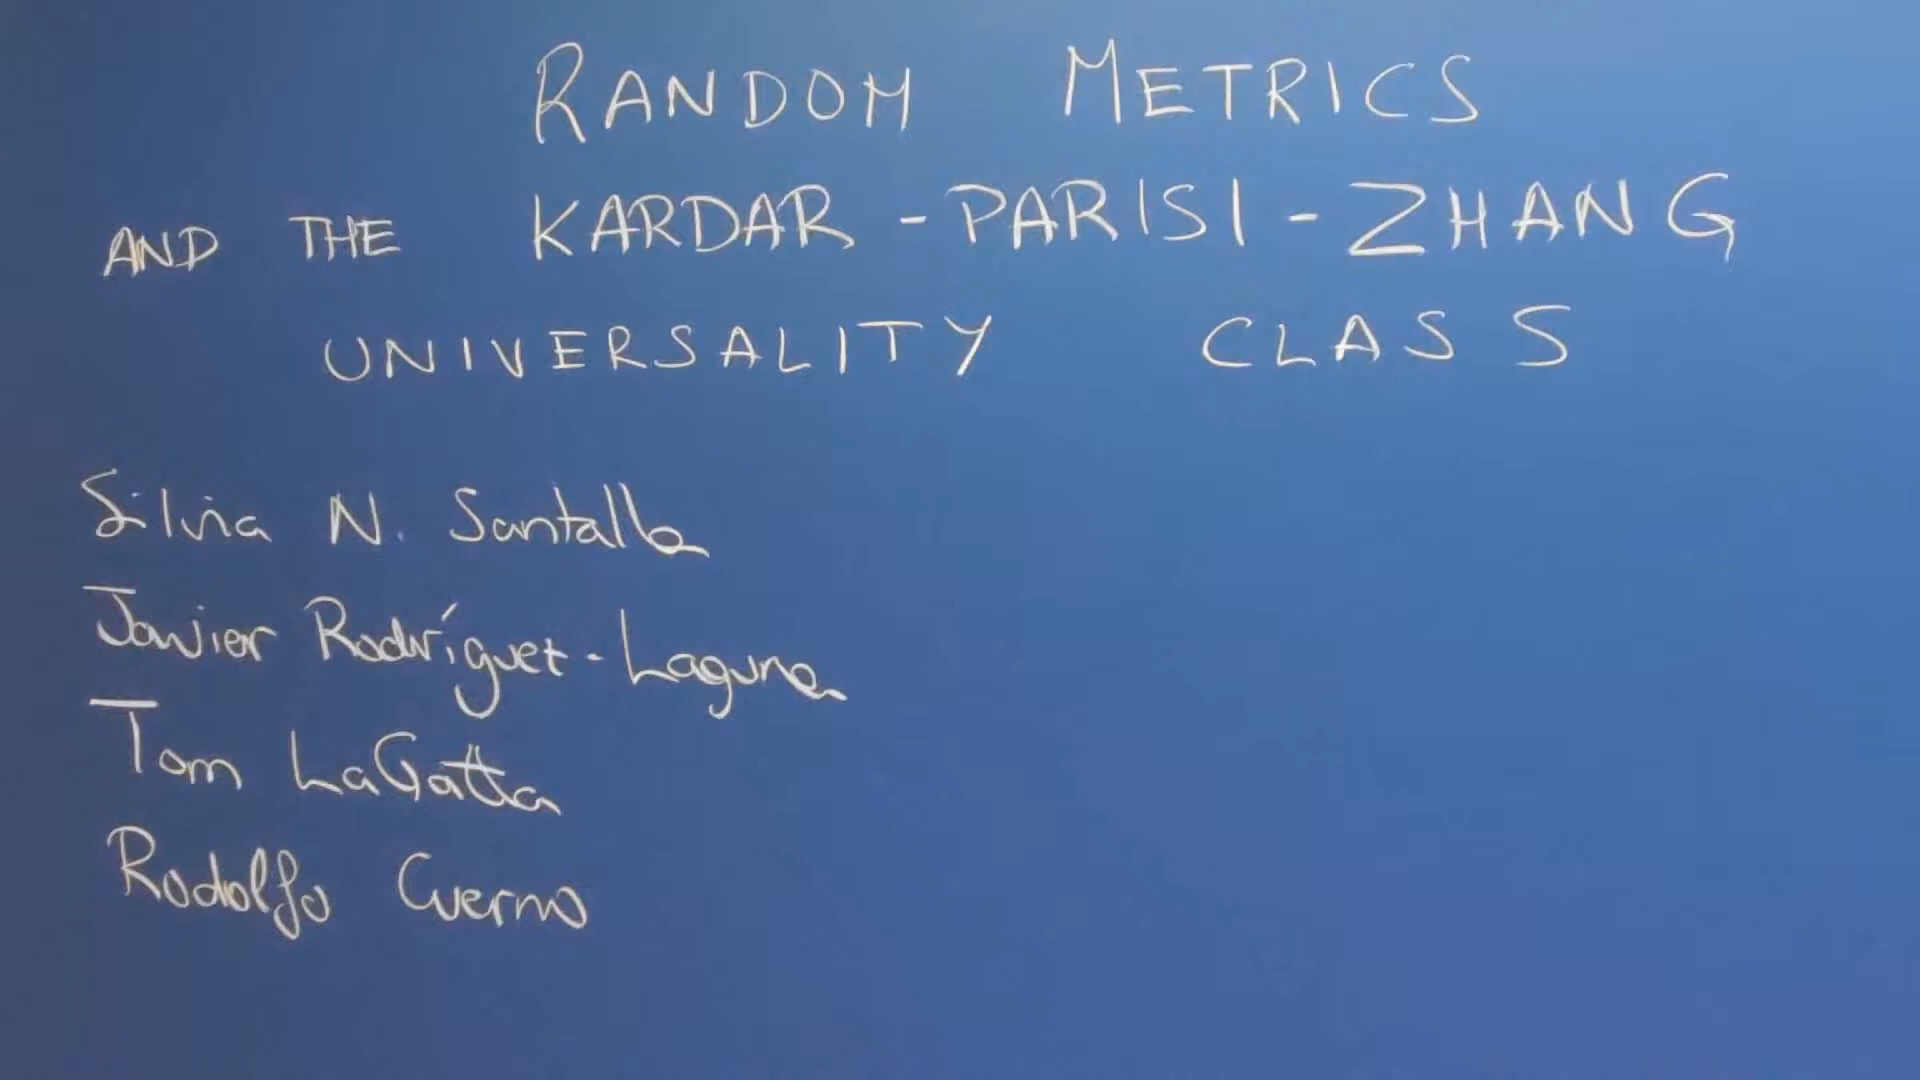 RANDOM METRICS
AND THE KARDAR-PARISI-ZHANG
UNIVERSALITY CLASS
Silvia N. Santalla
Javier Rodríguez-Laguna
Tom LaGatta
Rodolfo Cuerno